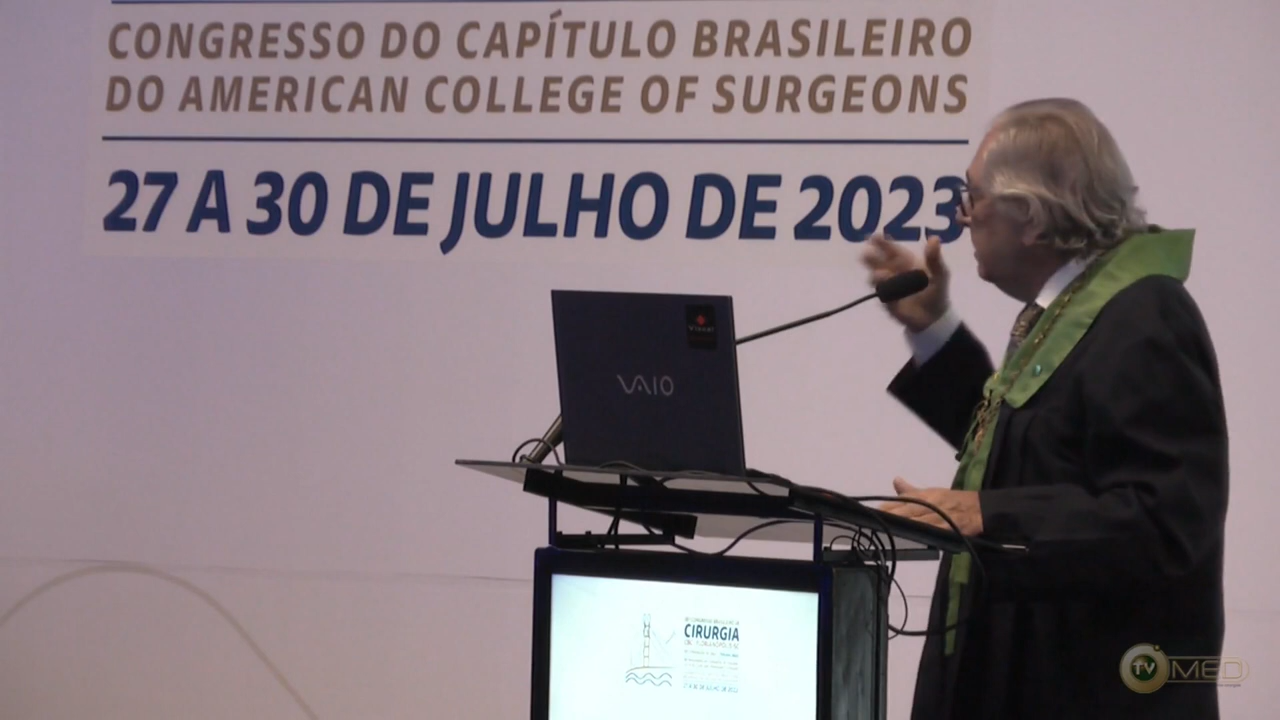 CONGRESSO DO CAPÍTULO BRASILEIRO
DO AMERICAN COLLEGE OF SURGEONS
27 A 30 DE JULHO DE 2023
VAIO
CIRURGIA
TV MED